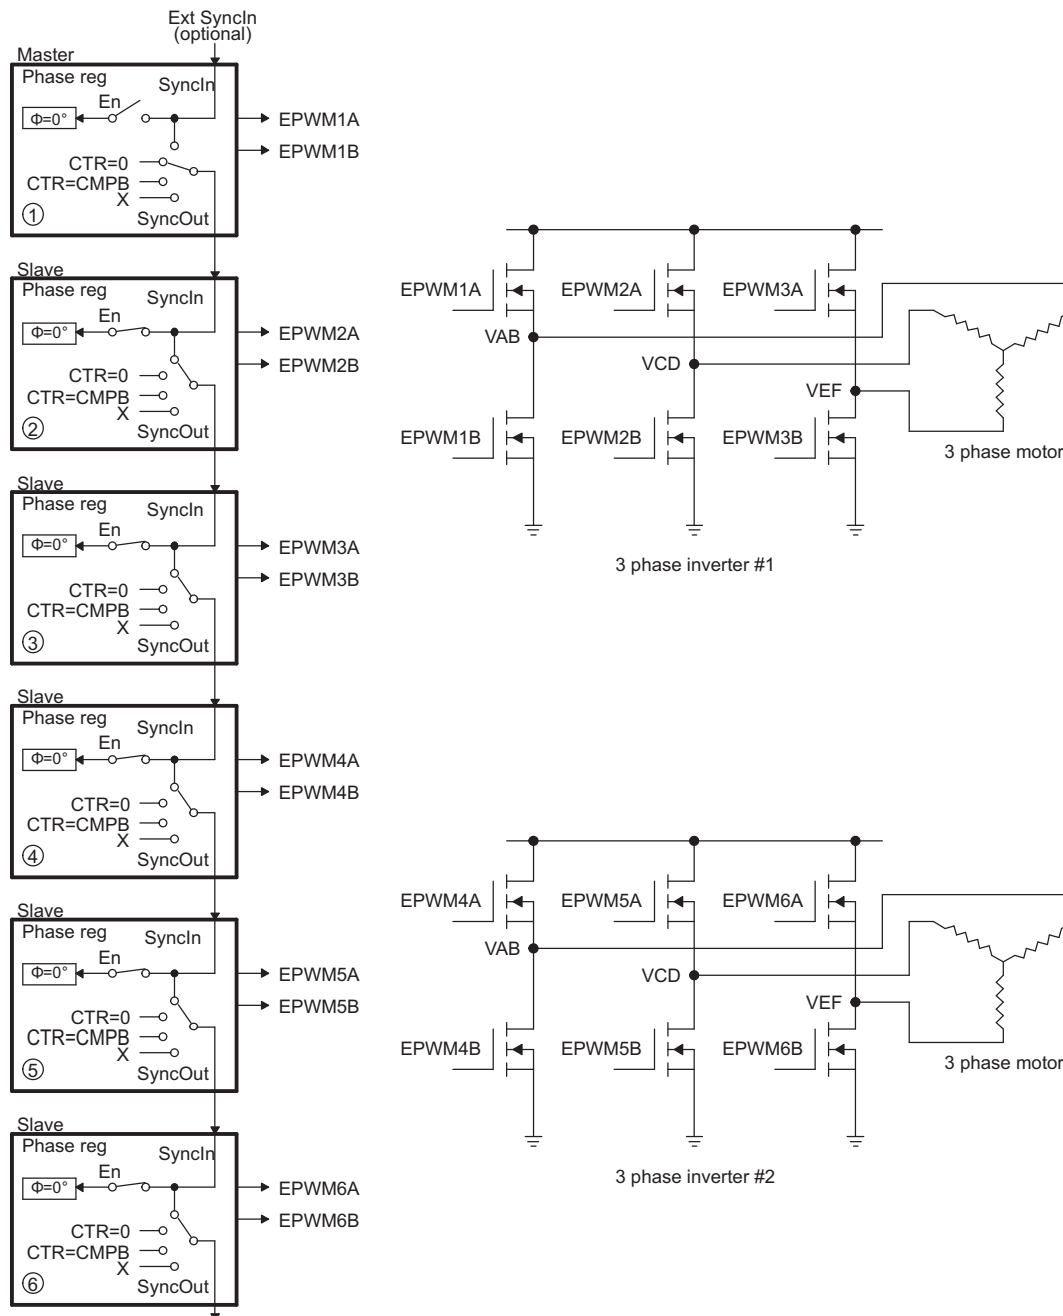 Ext SyncIn
(optional)
Master
Phase reg
SyncIn
En
Φ=0°
EPWM1A
EPWM1B
CTR=0
CTR=CMPB
X
1
SyncOut
Slave
Phase reg
SyncIn
En
Φ=0°
EPWM2A
EPWM2B
CTR=0
CTR=CMPB
X
2
SyncOut
Slave
Phase reg
SyncIn
En
Φ=0°
EPWM3A
EPWM3B
CTR=0
CTR=CMPB
X
3
SyncOut
Slave
Phase reg
SyncIn
En
Φ=0°
EPWM4A
EPWM4B
CTR=0
CTR=CMPB
X
4
SyncOut
Slave
Phase reg
SyncIn
En
Φ=0°
EPWM5A
EPWM5B
CTR=0
CTR=CMPB
X
5
SyncOut
Slave
Phase reg
SyncIn
En
Φ=0°
EPWM6A
EPWM6B
CTR=0
CTR=CMPB
X
6
SyncOut
EPWM1A
EPWM2A
EPWM3A
VAB
VCD
VEF
EPWM1B
EPWM2B
EPWM3B
3 phase motor
3 phase inverter #1
EPWM4A
EPWM5A
EPWM6A
VAB
VCD
VEF
EPWM4B
EPWM5B
EPWM6B
3 phase motor
3 phase inverter #2